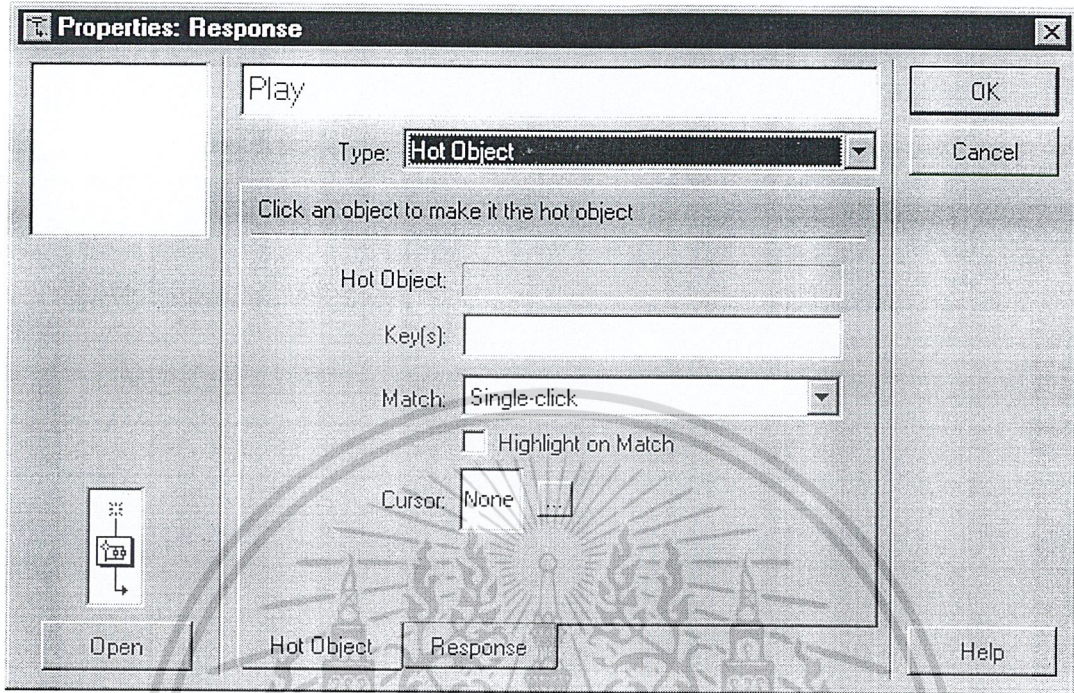 Properties: Response
Play
OK
Type: Hot Object
Cancel
Click an object to make it the hot object
Hot Object:
Key(s):
Match: Single-click
Highlight on Match
Cursor: None ...
Open
Hot Object Response
Help